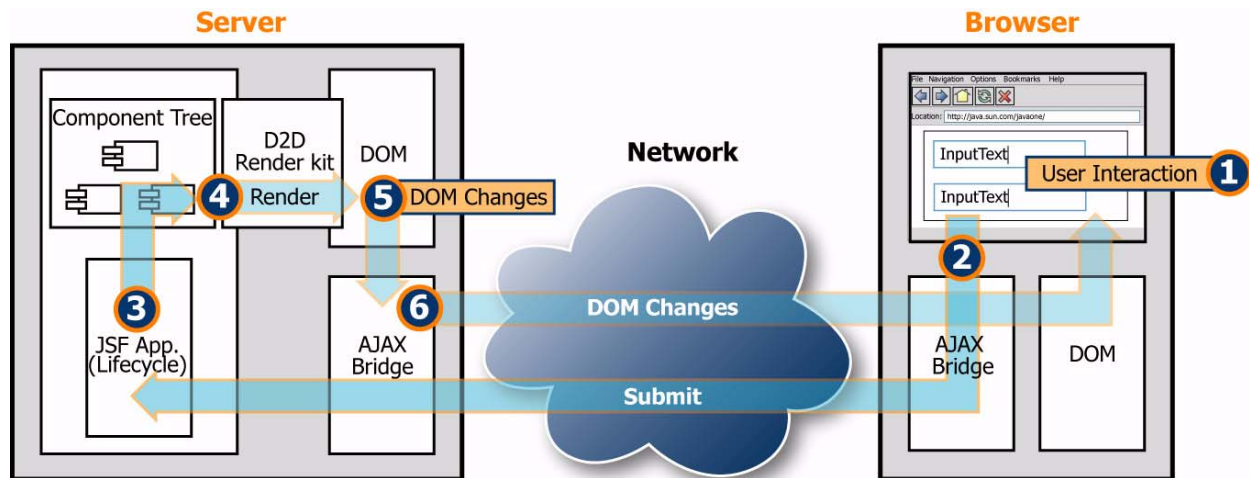 Server
Browser
Component Tree
D2D
Render kit
Render
DOM
4
5
DOM Changes
3
JSF App.
(Lifecycle)
6
AJAX
Bridge
Network
DOM Changes
Submit
File Navigation Options Bookmarks Help
Location: http://java.sun.com/javaone/
InputText
InputText
User Interaction
1
2
AJAX
Bridge
DOM